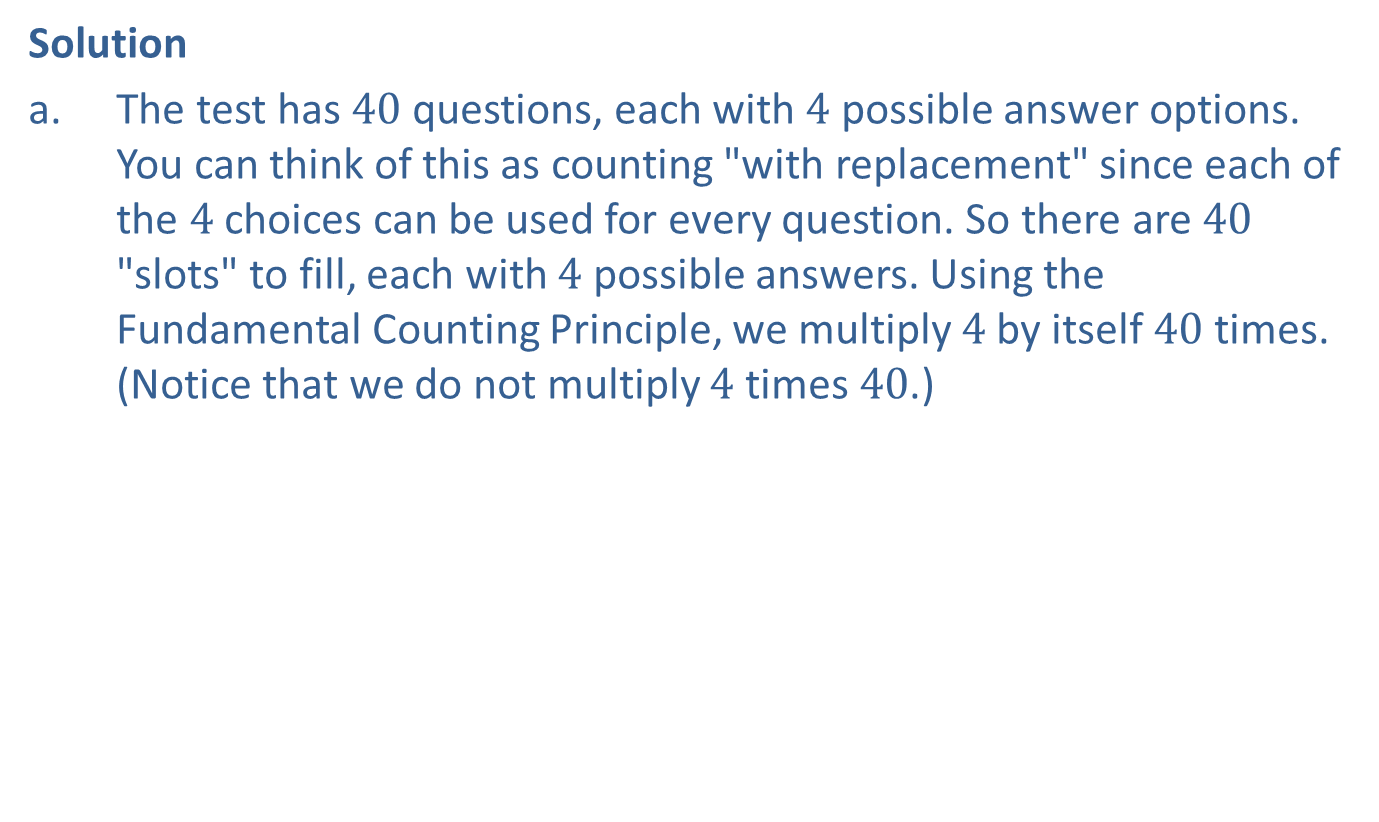 Solution
a. The test has 40 questions, each with 4 possible answer options.
You can think of this as counting "with replacement" since each of
the 4 choices can be used for every question. So there are 40
"slots" to fill, each with 4 possible answers. Using the
Fundamental Counting Principle, we multiply 4 by itself 40 times.
(Notice that we do not multiply 4 times 40.)